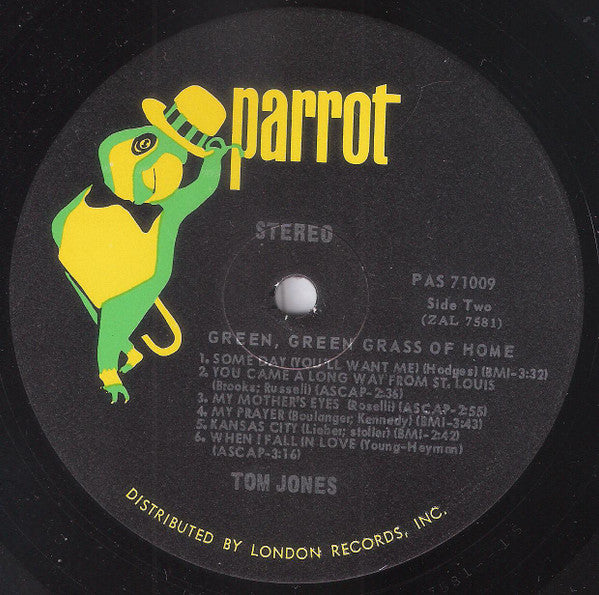 parrot
STEREO
PAS 71009
Side Two
(ZAL 7581)
GREEN, GREEN GRASS OF HOME
1. SOME DAY (YOU'LL WANT ME) (Hodges) (BMI-3:32)
2. YOU CAME A LONG WAY FROM ST. LOUIS
(Brooks; Russell) (ASCAP-2:36)
3. MY MOTHER'S EYES (Roselli) (ASCAP-2:55)
4. MY PRAYER (Boulanger; Kennedy) (BMI-3:43)
5. KANSAS CITY (Lieber; stoller) (BMI-2:42)
6. WHEN I FALL IN LOVE (Young-Heyman)
(ASCAP-3:16)
TOM JONES
DISTRIBUTED BY LONDON RECORDS, INC.